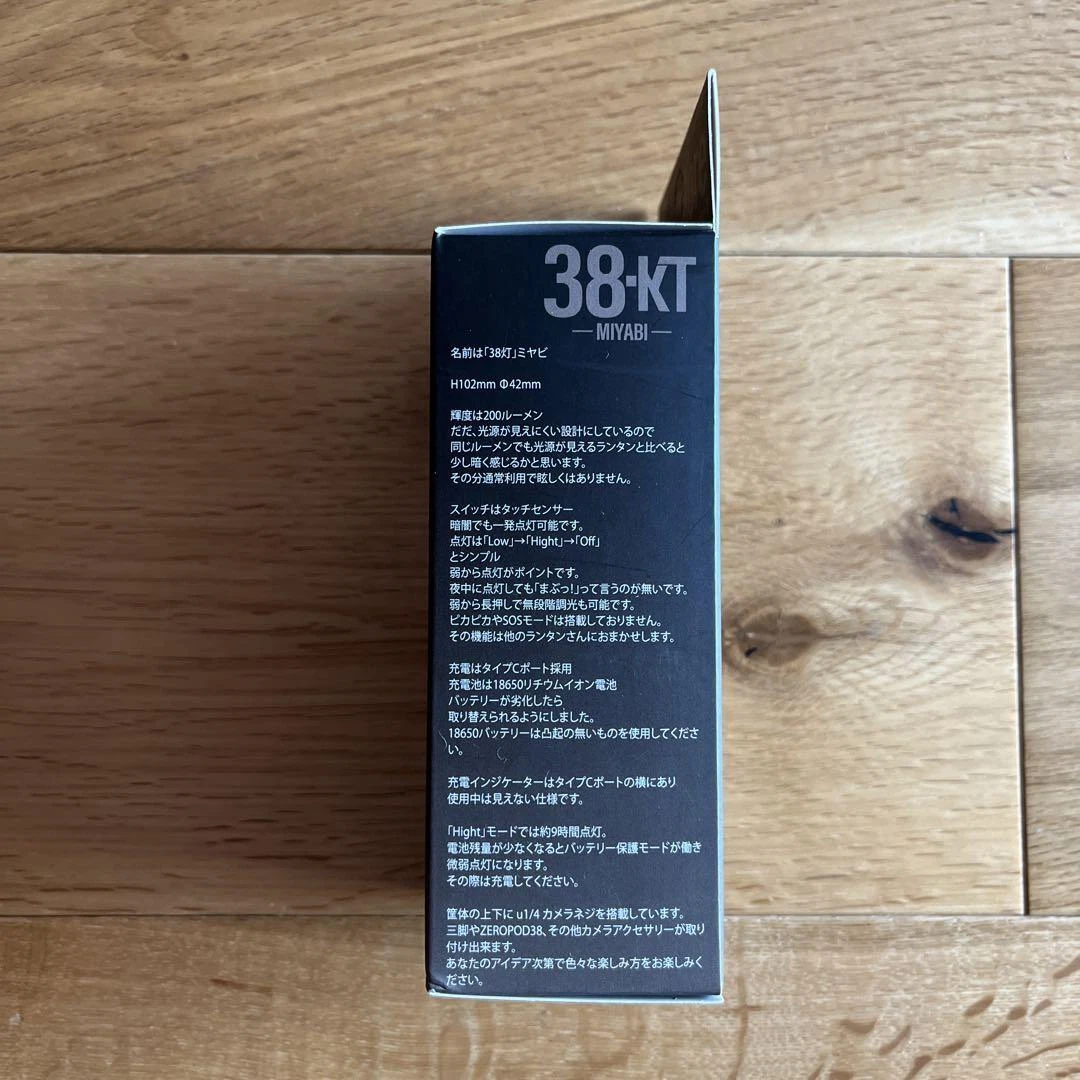 38-KT
MIYABI
名前は「38灯」ミヤビ
H102mm Φ42mm
輝度は200ルーメン
だだ、光源が見えにくい設計にしているので
同じルーメンでも光源が見えるランタンと比べると
少し暗く感じるかと思います。
その分通常利用で眩しくはありません。
スイッチはタッチセンサー
暗闇でも一発点灯可能です。
点灯は「Low」→「Hight」→「Off」
とシンプル
弱から点灯がポイントです。
夜中に点灯しても「まぶっ!」って言うのが無いです。
弱から長押しで無段階調光も可能です。
ピカピカやSOSモードは搭載しておりません。
その機能は他のランタンさんにおまかせします。
充電はタイプCポート採用
充電池は18650リチウムイオン電池
バッテリーが劣化したら
取り替えられるようにしました。
18650バッテリーは凸起の無いものを使用してくださ
い。
充電インジケーターはタイプCポートの横にあり
使用中は見えない仕様です。
「Hight」モードでは約9時間点灯。
電池残量が少なくなるとバッテリー保護モードが働き
微弱点灯になります。
その際は充電してください。
筐体の上下に u1/4 カメラネジを搭載しています。
三脚やZEROPOD38、その他カメラアクセサリーが取り
付け出来ます。
あなたのアイデア次第で色々な楽しみ方をお楽しみく
ださい。